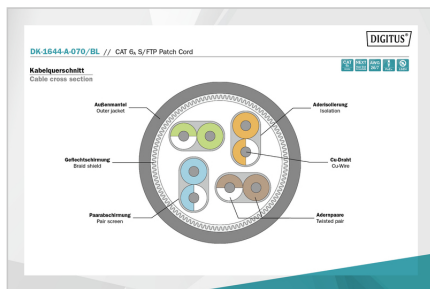 DIGITUS®
DK-1644-A-070/BL // CAT 6A S/FTP Patch Cord
Kabelquerschnitt
Cable cross section
Außenmantel
Outer jacket
Aderisolierung
Isolation
Geflechtschirmung
Braid shield
Cu-Draht
Cu-Wire
Paarabschirmung
Pair screen
Adernpaare
Twisted pair